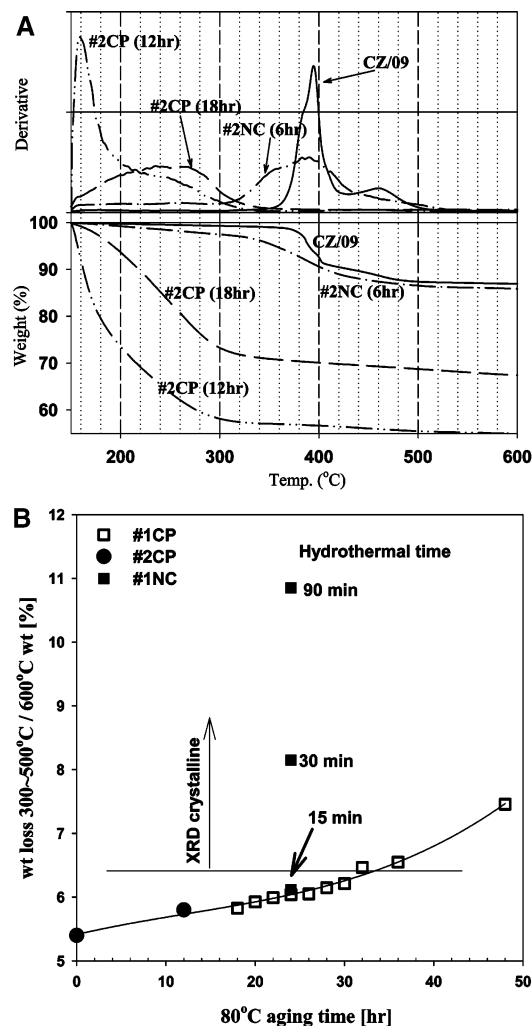 A
#2CP (12hr)
CZ/09
#2CP (18hr)
#2NC (6hr)
Derivative
100
90
80
70
60
Weight (%)
CZ/09
#2NC (6hr)
#2CP (18hr)
#2CP (12hr)
200 300 400 500 600
Temp. (°C)
B
12
11
10
9
8
7
6
5
wt loss 300~500°C / 600°C wt [%]
#1CP
#2CP
#1NC
Hydrothermal time
90 min
30 min
15 min
XRD crystalline
0 10 20 30 40 50
80°C aging time [hr]